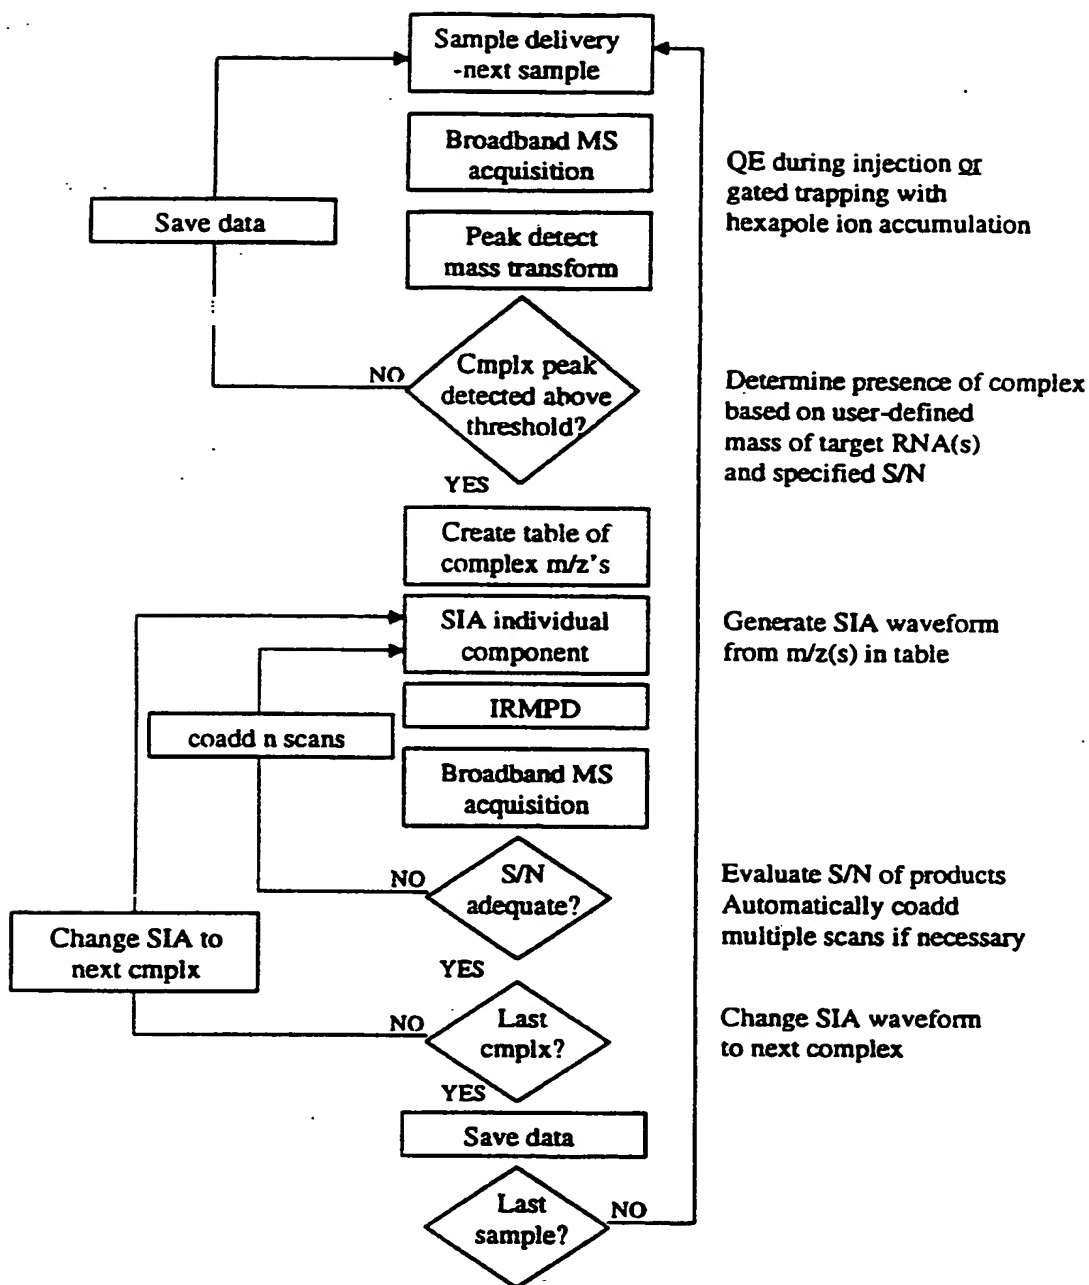 Sample delivery
-next sample
Broadband MS
acquisition
QE during injection or
gated trapping with
hexapole ion accumulation
Save data
Peak detect
mass transform
NO
Cmplx peak
detected above
threshold?
Determine presence of complex
based on user-defined
mass of target RNA(s)
and specified S/N
YES
Create table of
complex m/z's
SIA individual
component
Generate SIA waveform
from m/z(s) in table
IRMPD
coadd n scans
Broadband MS
acquisition
NO
S/N
adequate?
Evaluate S/N of products
Automatically coadd
multiple scans if necessary
Change SIA to
next cmplx
YES
NO
Last
cmplx?
Change SIA waveform
to next complex
YES
Save data
Last
sample?
NO